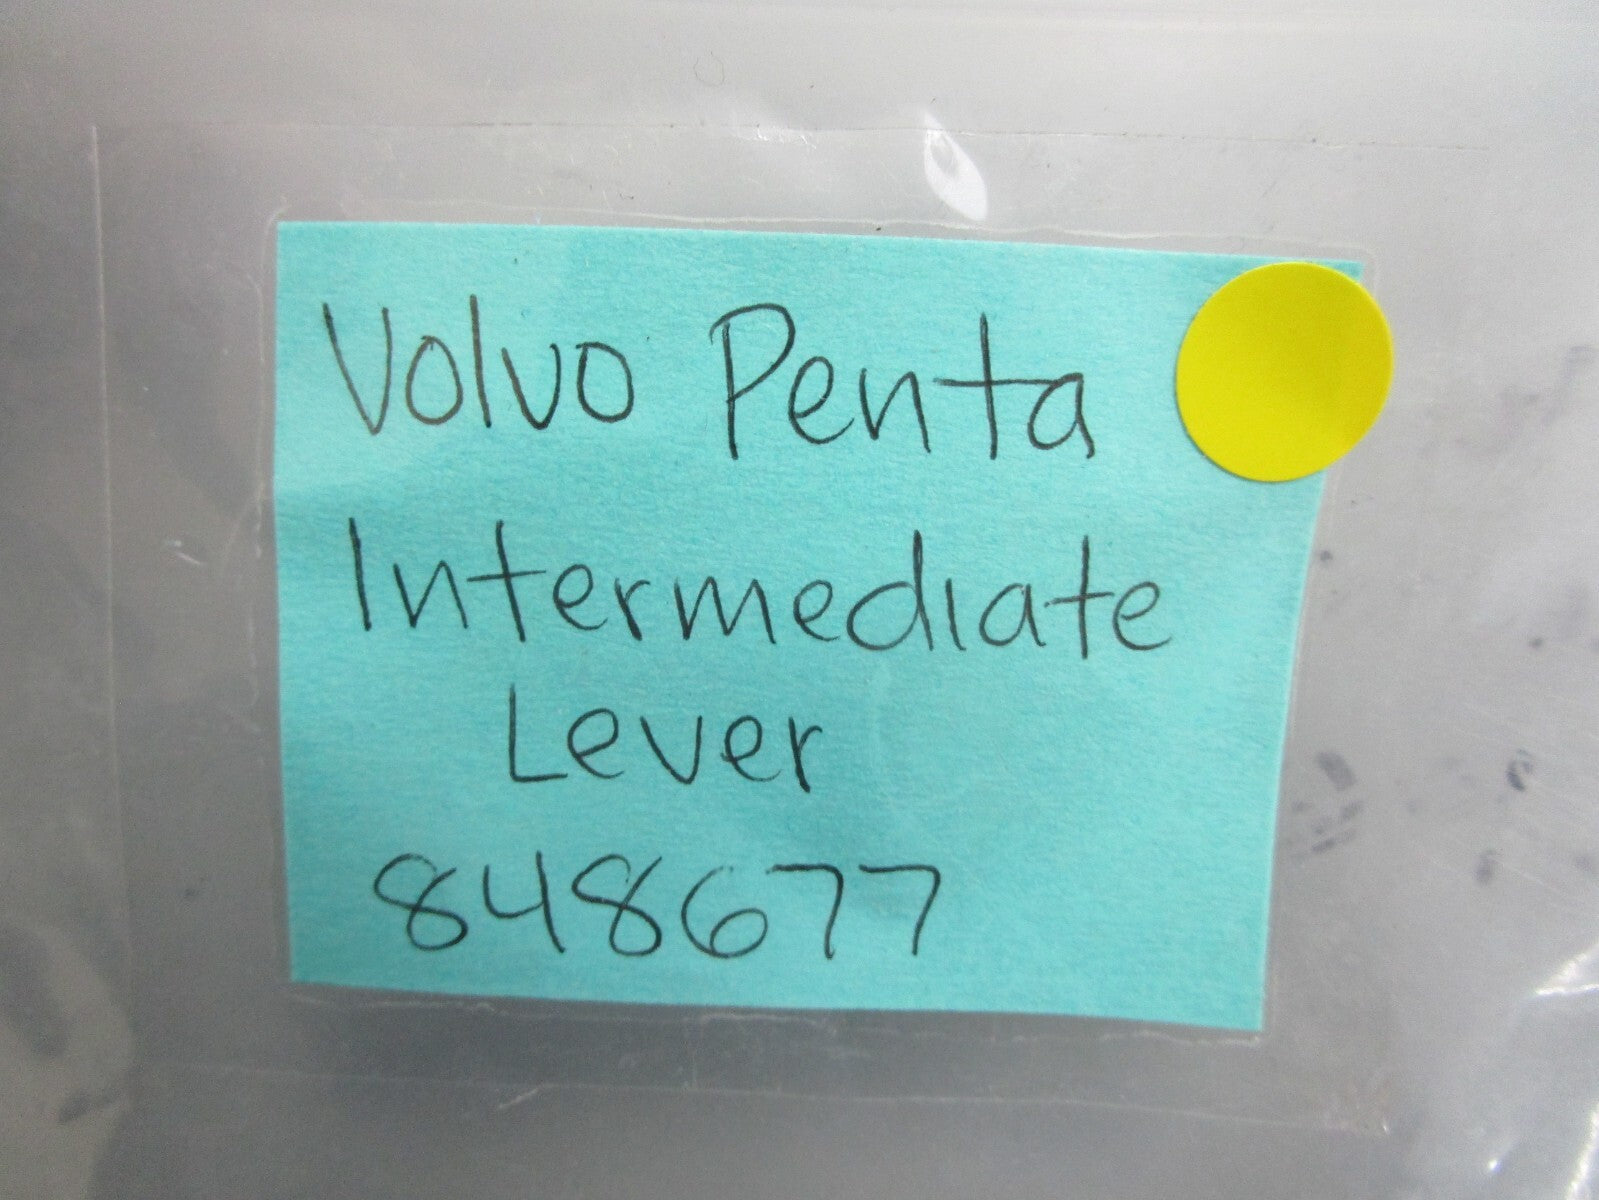 Volvo Penta
Intermediate
Lever
848677